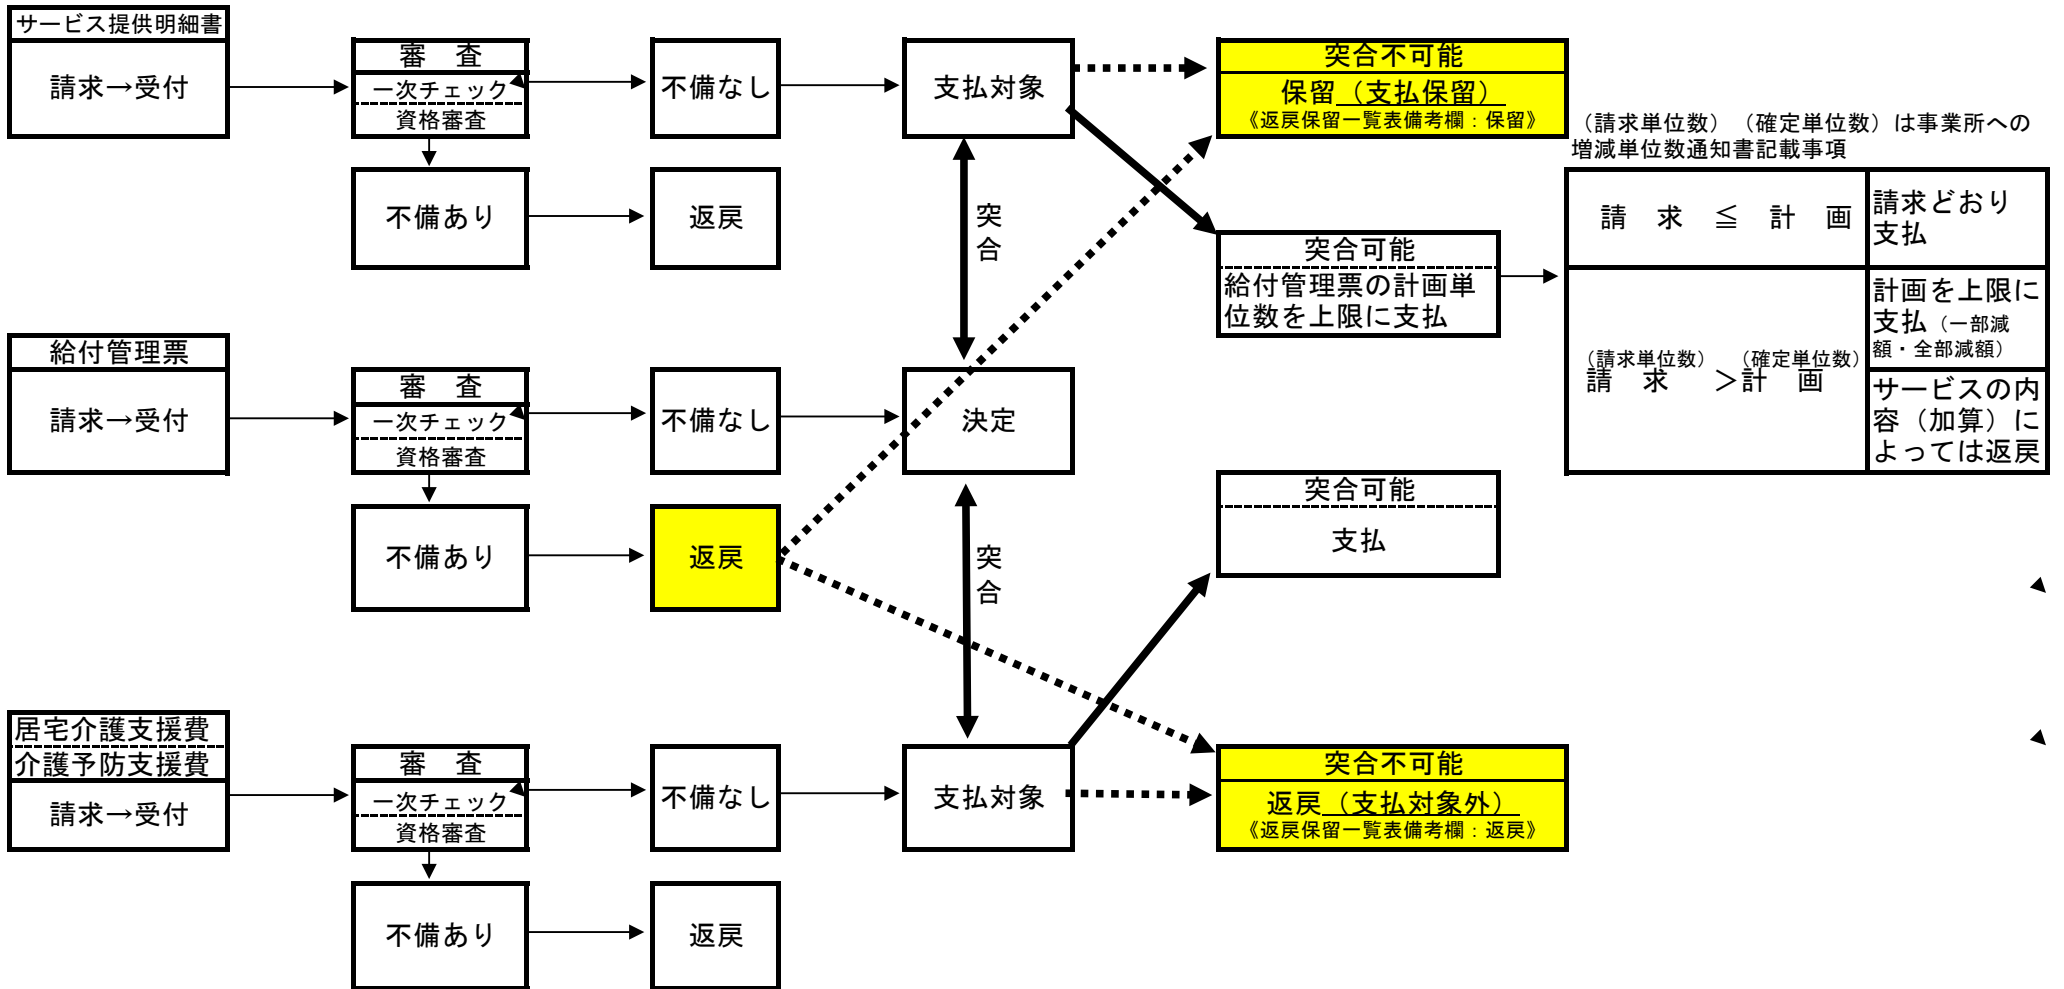 サービス提供明細書
請求→受付
審　査
一次チェック
資格審査
不備なし
支払対象
突合不可能
保留（支払保留）
《返戻保留一覧表備考欄：保留》
不備あり
返戻
突
合
突合可能
給付管理票の計画単
位数を上限に支払
（請求単位数）（確定単位数）は事業所への
増減単位数通知書記載事項
請　求　≦　計　画
請求どおり
支払
（請求単位数）　（確定単位数）
請　求　＞計　画
計画を上限に
支払（一部減
額・全部減額）
サービスの内
容（加算）に
よっては返戻
給付管理票
請求→受付
審　査
一次チェック
資格審査
不備なし
決定
不備あり
返戻
突
合
突合可能
支払
居宅介護支援費
介護予防支援費
請求→受付
審　査
一次チェック
資格審査
不備なし
支払対象
突合不可能
返戻（支払対象外）
《返戻保留一覧表備考欄：返戻》
不備あり
返戻